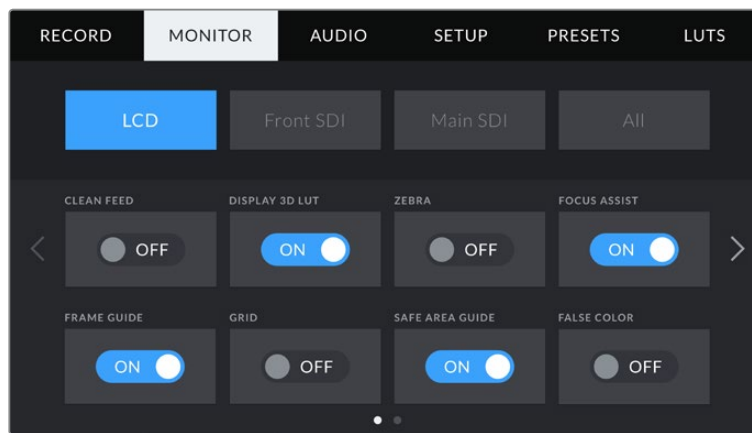 RECORD MONITOR AUDIO SETUP PRESETS LUTS
LCD Front SDI Main SDI All
CLEAN FEED DISPLAY 3D LUT ZEBRA FOCUS ASSIST
OFF ON OFF ON
FRAME GUIDE GRID SAFE AREA GUIDE FALSE COLOR
ON OFF ON OFF